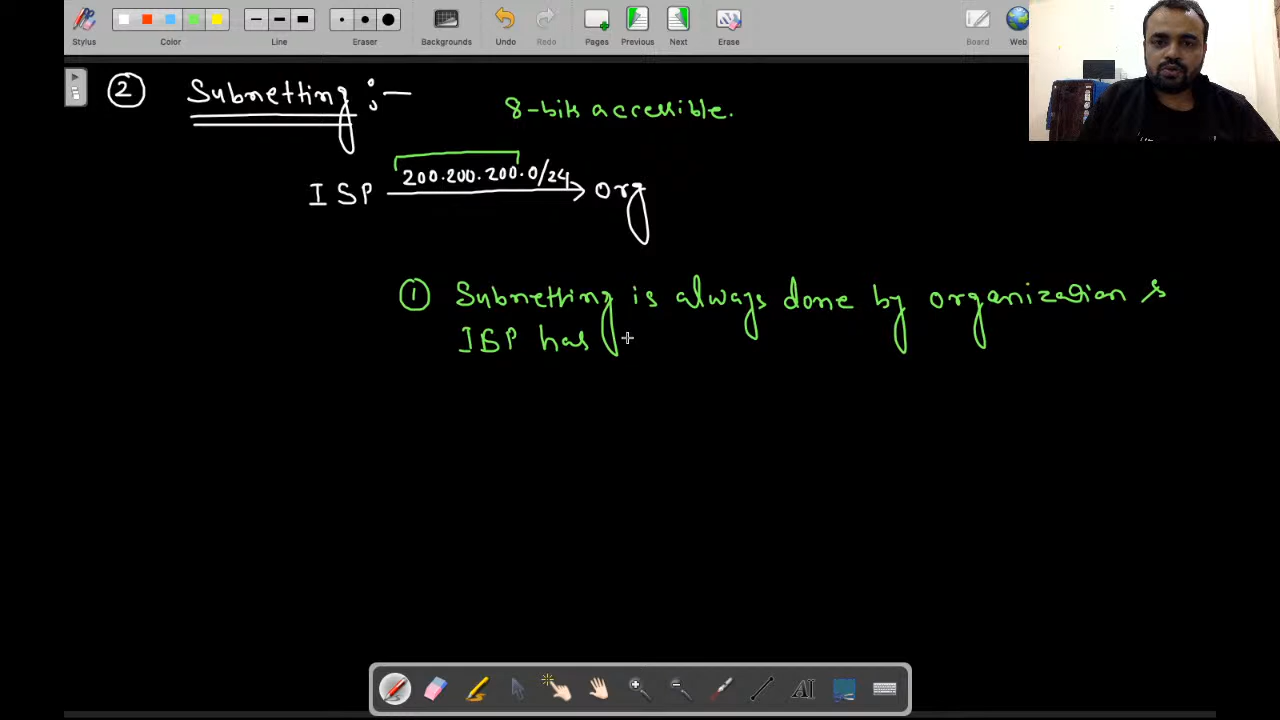 Stylus
Color
Line
Eraser
Backgrounds
Undo
Redo
Pages
Previous
Next
Erase
Board
Web
② Subnetting :-
8-bits accessible.
ISP 200.200.200.0/24 org
① Subnetting is always done by organization &
ISP has
AI